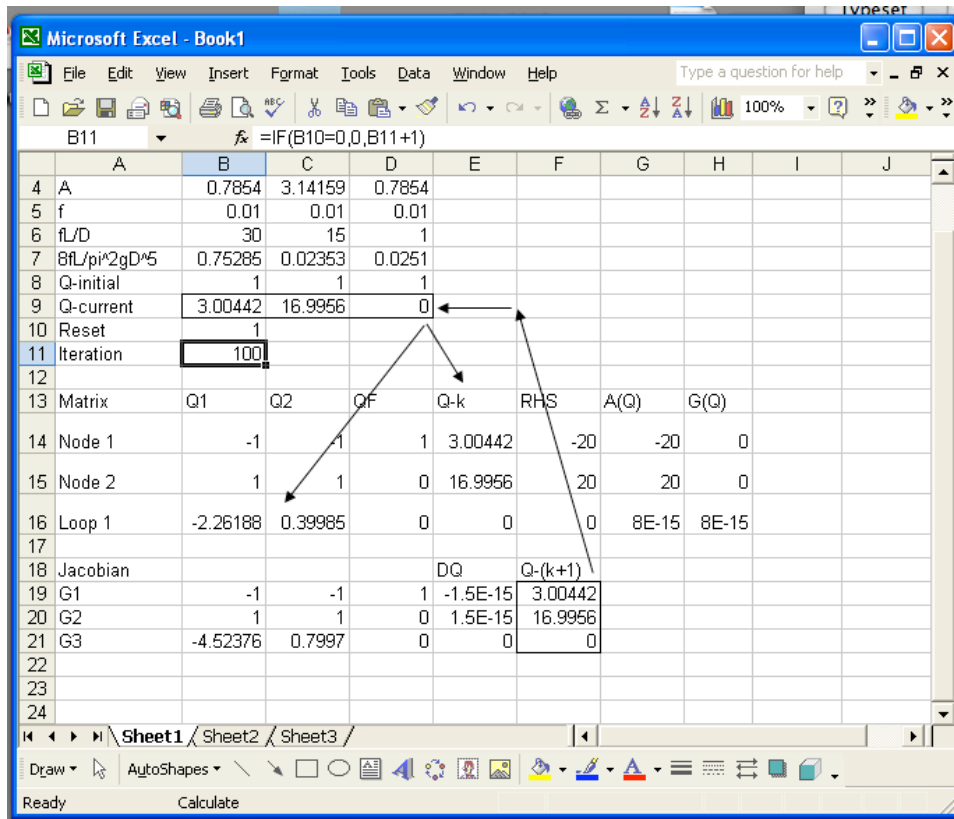 Typeset
Microsoft Excel - Book1
File Edit View Insert Format Tools Data Window Help Type a question for help
100%
B11 fx =IF(B10=0,0,B11+1)
A B C D E F G H I J
4 A 0.7854 3.14159 0.7854
5 f 0.01 0.01 0.01
6 fL/D 30 15 1
7 8fL/pi^2gD^5 0.75285 0.02353 0.0251
8 Q-initial 1 1 1
9 Q-current 3.00442 16.9956 0
10 Reset 1
11 Iteration 100
12
13 Matrix Q1 Q2 QF Q-k RHS A(Q) G(Q)
14 Node 1 -1 -1 1 3.00442 -20 -20 0
15 Node 2 1 1 0 16.9956 20 20 0
16 Loop 1 -2.26188 0.39985 0 0 0 8E-15 8E-15
17
18 Jacobian DQ Q-(k+1)
19 G1 -1 -1 1 -1.5E-15 3.00442
20 G2 1 1 0 1.5E-15 16.9956
21 G3 -4.52376 0.7997 0 0 0
22
23
24
Sheet1 Sheet2 Sheet3
Draw AutoShapes
Ready Calculate